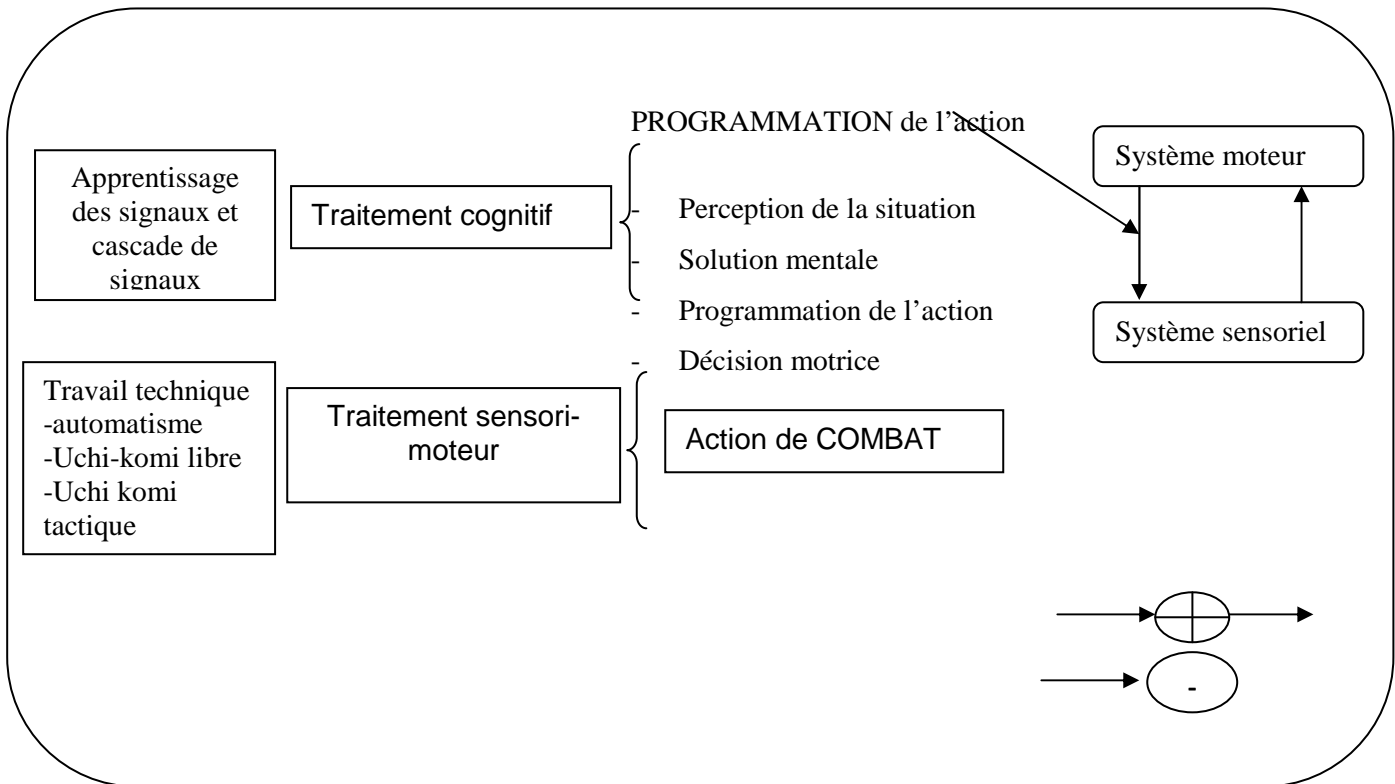 Apprentissage
des signaux et
cascade de
signaux
Traitement cognitif
PROGRAMMATION de l’action
- Perception de la situation
- Solution mentale
- Programmation de l’action
- Décision motrice
Système moteur
Système sensoriel
Travail technique
-automatisme
-Uchi-komi libre
-Uchi komi
tactique
Traitement sensori-
moteur
Action de COMBAT
-